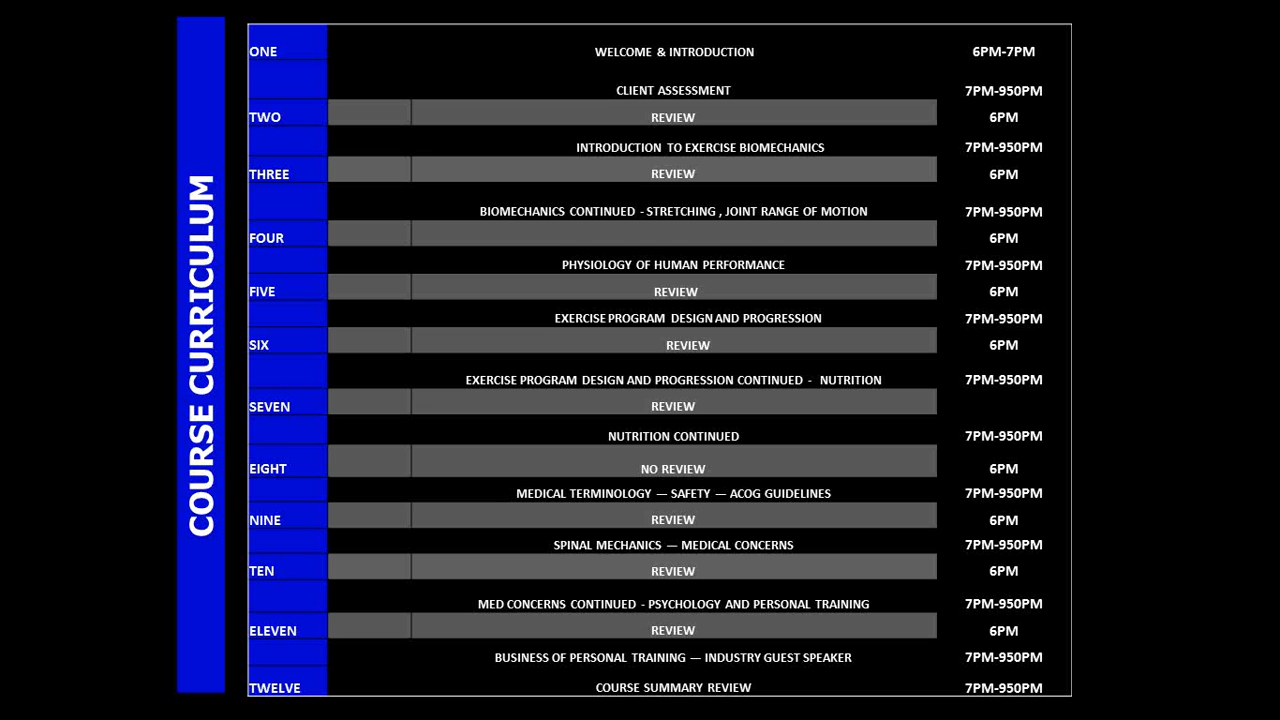 COURSE CURRICULUM
ONE WELCOME & INTRODUCTION 6PM-7PM
CLIENT ASSESSMENT 7PM-950PM
TWO REVIEW 6PM
INTRODUCTION TO EXERCISE BIOMECHANICS 7PM-950PM
THREE REVIEW 6PM
BIOMECHANICS CONTINUED - STRETCHING , JOINT RANGE OF MOTION 7PM-950PM
FOUR 6PM
PHYSIOLOGY OF HUMAN PERFORMANCE 7PM-950PM
FIVE REVIEW 6PM
EXERCISE PROGRAM DESIGN AND PROGRESSION 7PM-950PM
SIX REVIEW 6PM
EXERCISE PROGRAM DESIGN AND PROGRESSION CONTINUED - NUTRITION 7PM-950PM
SEVEN REVIEW
NUTRITION CONTINUED 7PM-950PM
EIGHT NO REVIEW 6PM
MEDICAL TERMINOLOGY — SAFETY — ACOG GUIDELINES 7PM-950PM
NINE REVIEW 6PM
SPINAL MECHANICS — MEDICAL CONCERNS 7PM-950PM
TEN REVIEW 6PM
MED CONCERNS CONTINUED - PSYCHOLOGY AND PERSONAL TRAINING 7PM-950PM
ELEVEN REVIEW 6PM
BUSINESS OF PERSONAL TRAINING — INDUSTRY GUEST SPEAKER 7PM-950PM
TWELVE COURSE SUMMARY REVIEW 7PM-950PM